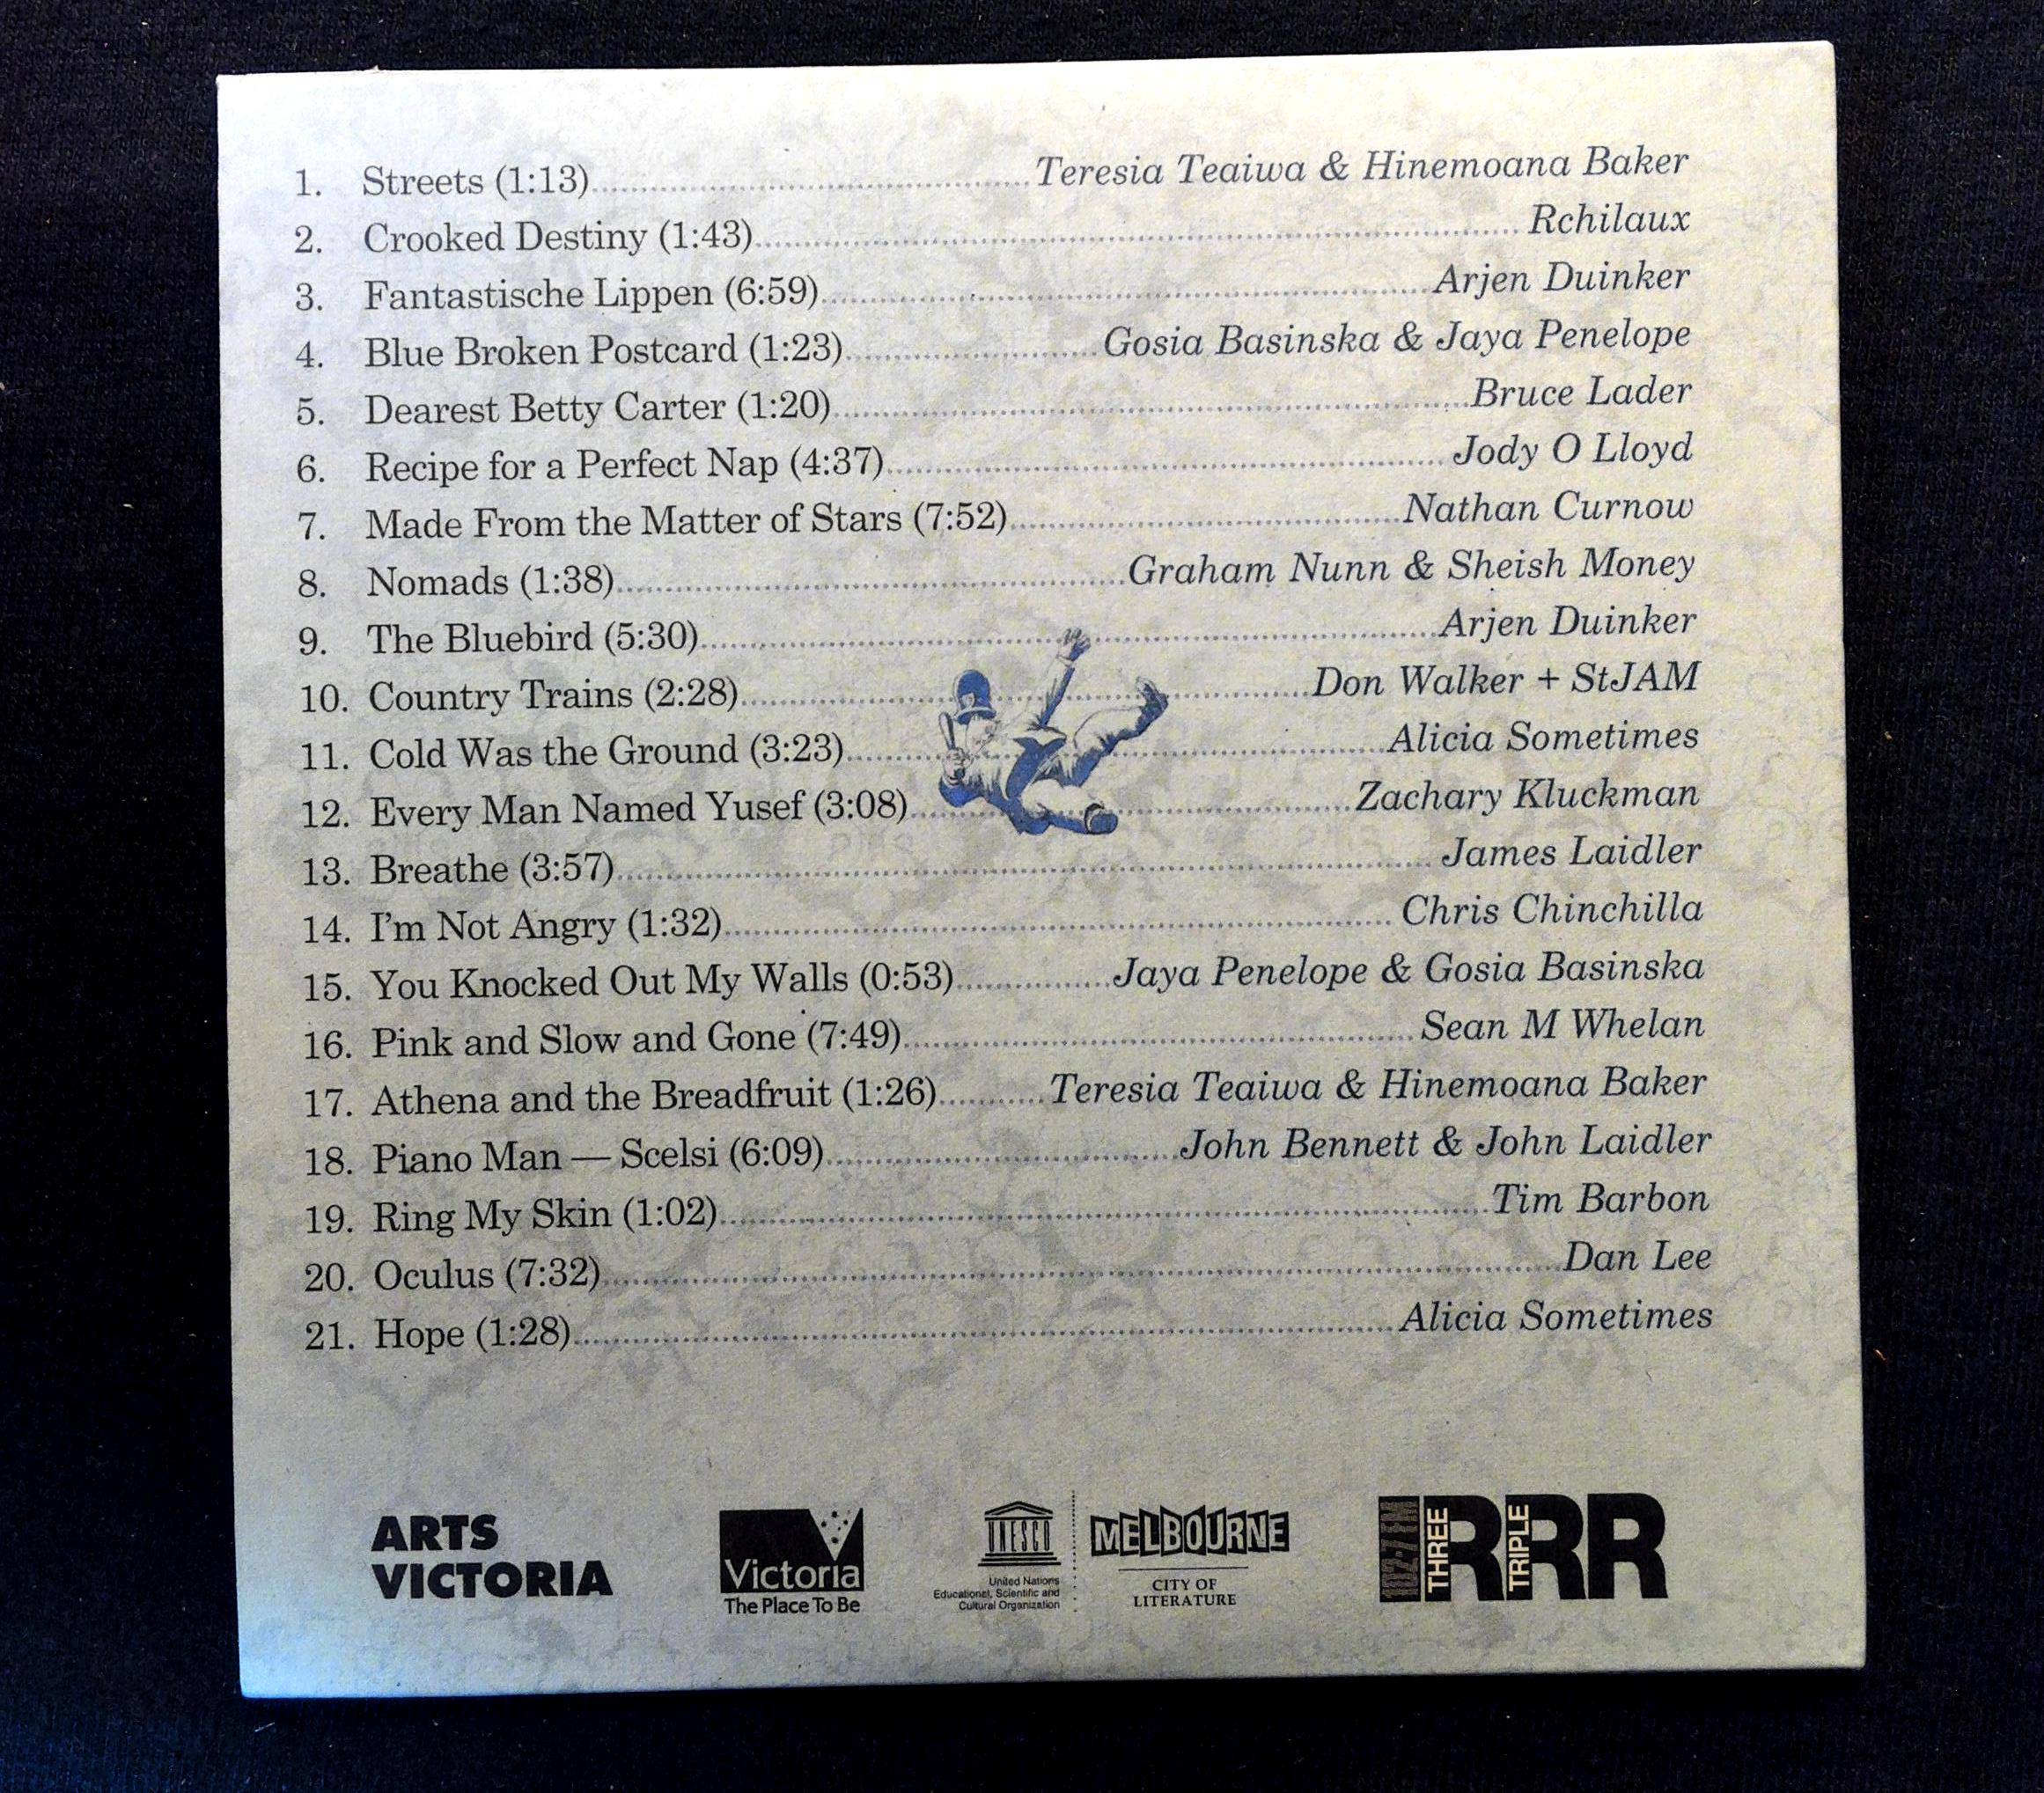 1. Streets (1:13)........Teresia Teaiwa & Hinemoana Baker
2. Crooked Destiny (1:43)........Rchilaux
3. Fantastische Lippen (6:59)........Arjen Duinker
4. Blue Broken Postcard (1:23)........Gosia Basinska & Jaya Penelope
5. Dearest Betty Carter (1:20)........Bruce Lader
6. Recipe for a Perfect Nap (4:37)........Jody O Lloyd
7. Made From the Matter of Stars (7:52)........Nathan Curnow
8. Nomads (1:38)........Graham Nunn & Sheish Money
9. The Bluebird (5:30)........Arjen Duinker
10. Country Trains (2:28)........Don Walker + StJAM
11. Cold Was the Ground (3:23)........Alicia Sometimes
12. Every Man Named Yusef (3:08)........Zachary Kluckman
13. Breathe (3:57)........James Laidler
14. I'm Not Angry (1:32)........Chris Chinchilla
15. You Knocked Out My Walls (0:53)........Jaya Penelope & Gosia Basinska
16. Pink and Slow and Gone (7:49)........Sean M Whelan
17. Athena and the Breadfruit (1:26)........Teresia Teaiwa & Hinemoana Baker
18. Piano Man — Scelsi (6:09)........John Bennett & John Laidler
19. Ring My Skin (1:02)........Tim Barbon
20. Oculus (7:32)........Dan Lee
21. Hope (1:28)........Alicia Sometimes
ARTS
VICTORIA
Victoria
The Place To Be
UNESCO
United Nations
Educational, Scientific and
Cultural Organization
MELBOURNE
CITY OF
LITERATURE
102.7 FM
THREE
TRIPLE
RRR